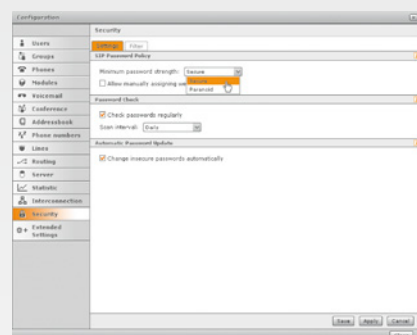 Configuration
Security
Users
Groups
Phones
Modules
Voicemail
Conference
Addressbook
Phone numbers
Lines
Routing
Server
Statistic
Interconnection
Security
Extended
Settings
Settings
Filter
SIP Password Policy
Minimum password strength:
Secure
Secure
Paranoid
Allow manually assigning
Password Check
Check passwords regularly
Scan interval:
Daily
Automatic Password Update
Change insecure passwords automatically
Save
Apply
Cancel